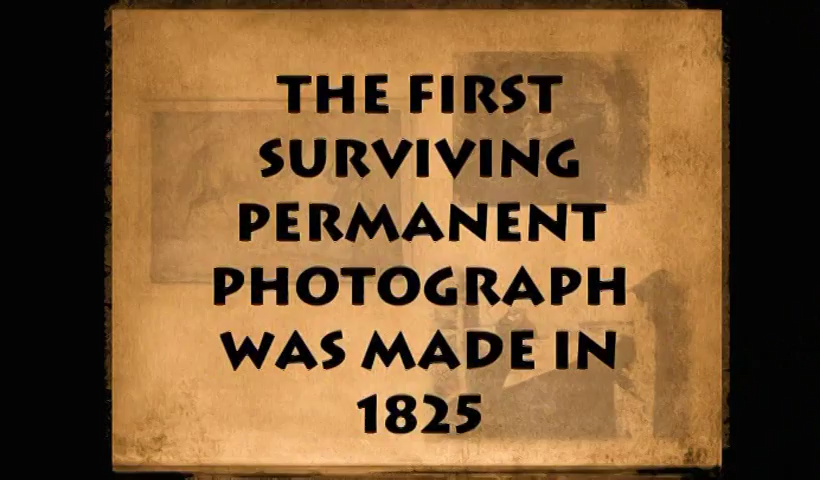 THE FIRST
SURVIVING
PERMANENT
PHOTOGRAPH
WAS MADE IN
1825